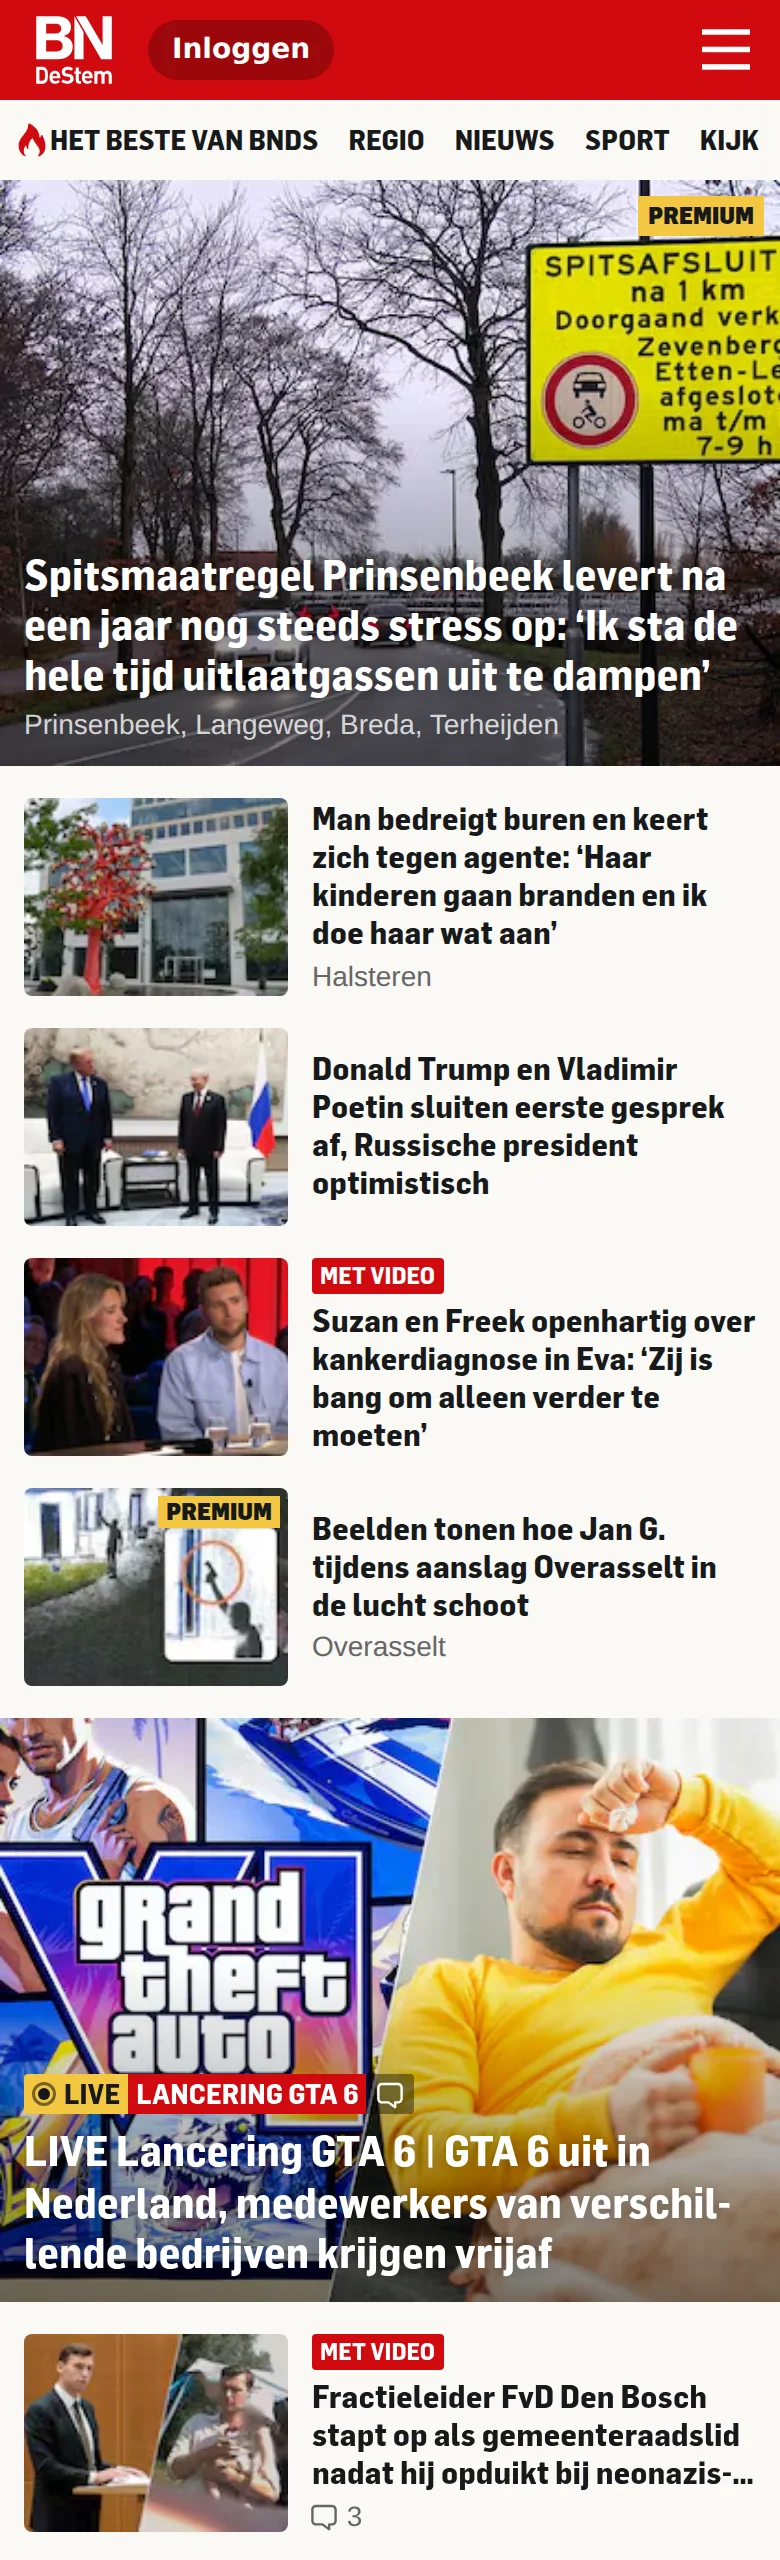 BN
DeStem
Inloggen
HET BESTE VAN BNDS REGIO NIEUWS SPORT KIJK
PREMIUM
SPITSAFSLUIT
na 1 km
Doorgaand verk
Zevenberg
Etten-Le
afgeslot
ma t/m
7-9 h
Spitsmaatregel Prinsenbeek levert na
een jaar nog steeds stress op: ‘Ik sta de
hele tijd uitlaatgassen uit te dampen’
Prinsenbeek, Langeweg, Breda, Terheijden
Man bedreigt buren en keert
zich tegen agente: ‘Haar
kinderen gaan branden en ik
doe haar wat aan’
Halsteren
Donald Trump en Vladimir
Poetin sluiten eerste gesprek
af, Russische president
optimistisch
MET VIDEO
Suzan en Freek openhartig over
kankerdiagnose in Eva: ‘Zij is
bang om alleen verder te
moeten’
PREMIUM
Beelden tonen hoe Jan G.
tijdens aanslag Overasselt in
de lucht schoot
Overasselt
VI
grand
theft
auto
LIVE LANCERING GTA 6
LIVE Lancering GTA 6 | GTA 6 uit in
Nederland, medewerkers van verschil-
lende bedrijven krijgen vrijaf
MET VIDEO
Fractieleider FvD Den Bosch
stapt op als gemeenteraadslid
nadat hij opduikt bij neonazis-...
3